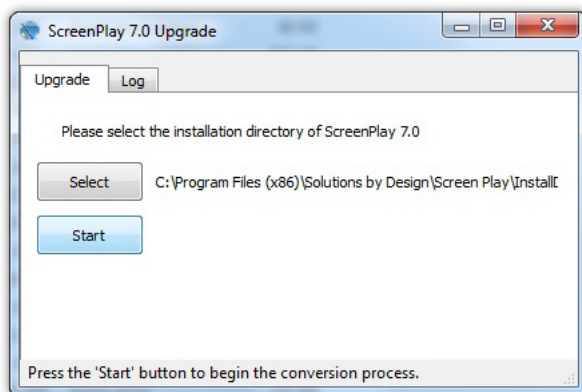 ScreenPlay 7.0 Upgrade
Upgrade
Log
Please select the installation directory of ScreenPlay 7.0
Select
C:\Program Files (x86)\Solutions by Design\Screen Play\Install
Start
Press the 'Start' button to begin the conversion process.